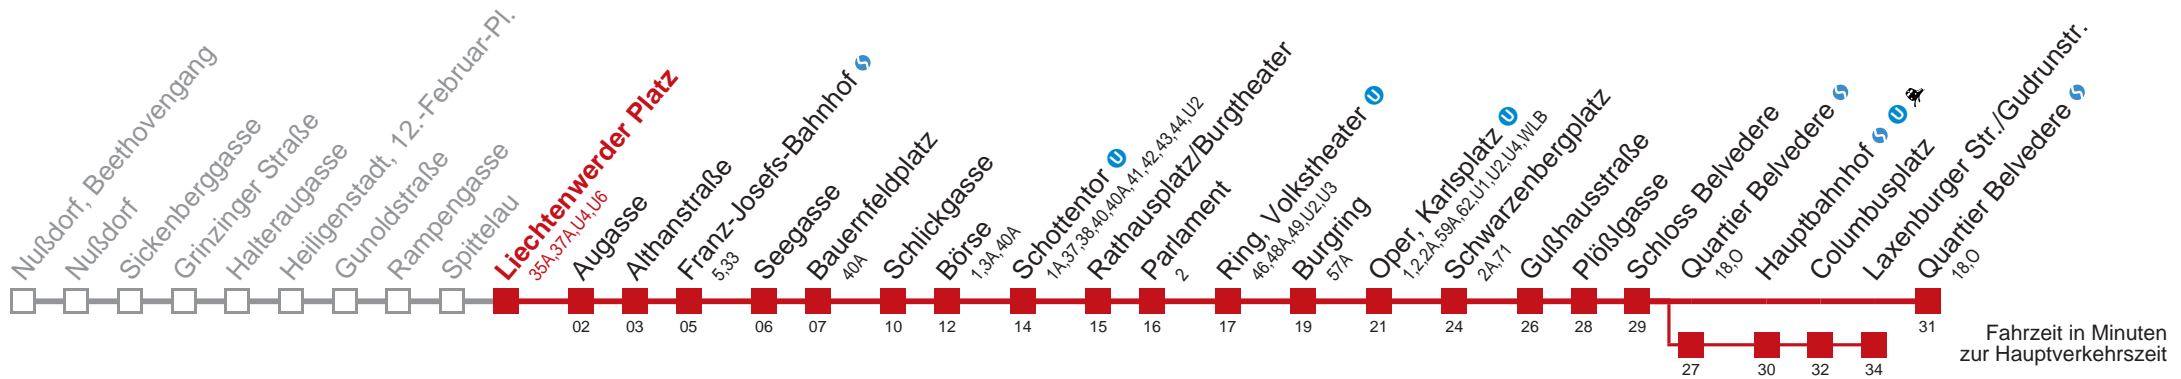 Nußdorf, Beethovengang
Nußdorf
Sickenberggasse
Grinzinger Straße
Halteraugasse
Heiligenstadt, 12.-Februar-Pl.
Gunoldstraße
Rampengasse
Spittelau
Liechtenwerder Platz
35A,37A,U4,U6
Augasse
Althanstraße
Franz-Josefs-Bahnhof S
5,33
Seegasse
Bauernfeldplatz
40A
Schlickgasse
Börse
1,3A,40A
Schottentor U
1A,37,38,40,40A,41,42,43,44,U2
Rathausplatz/Burgtheater
Parlament
2
Ring, Volkstheater U
46,48A,49,U2,U3
Burgring
57A
Oper, Karlsplatz U
1,2,2A,59A,62,U1,U2,U4,WLB
Schwarzenbergplatz
2A,71
Gußhausstraße
Plößlgasse
Schloss Belvedere
Quartier Belvedere S
18,O
Hauptbahnhof S U
Columbusplatz
Laxenburger Str./Gudrunstr.
Quartier Belvedere S
18,O
02 03 05 06 07 10 12 14 15 16 17 19 21 24 26 28 29 31
27 30 32 34
Fahrzeit in Minuten
zur Hauptverkehrszeit